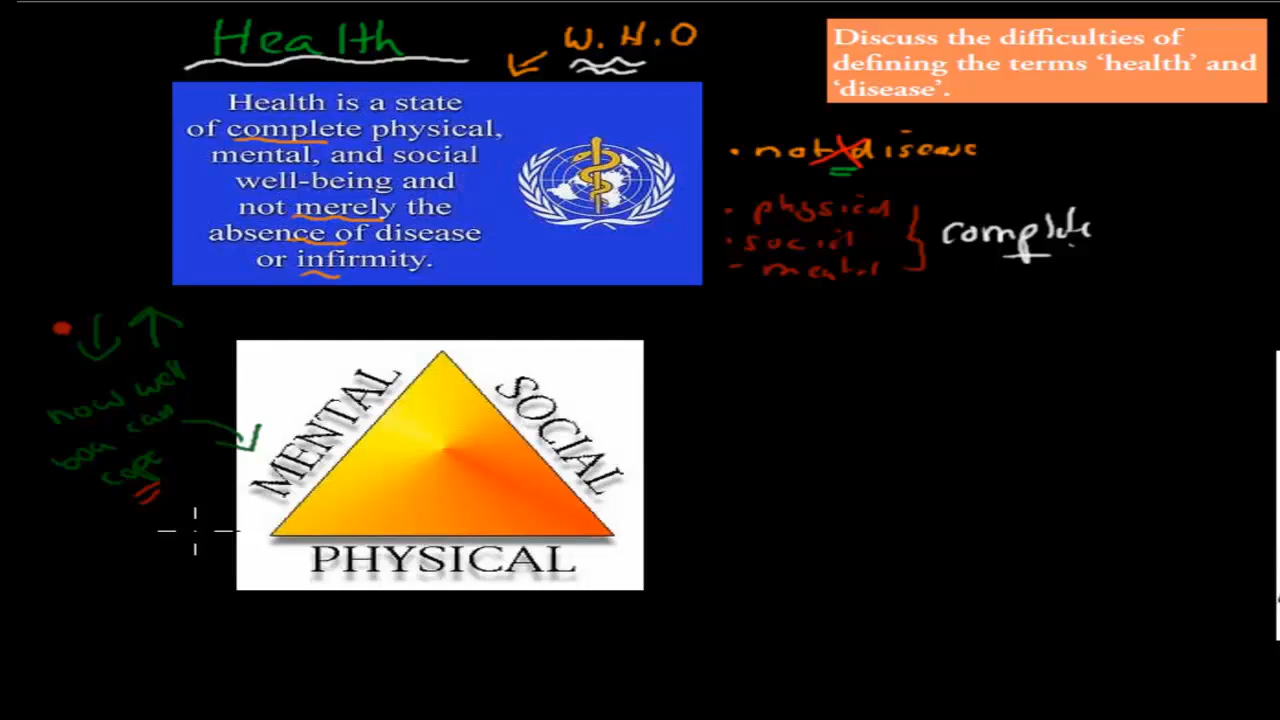 Health
W.H.O
Discuss the difficulties of
defining the terms ‘health’ and
‘disease’.
Health is a state
of complete physical,
mental, and social
well-being and
not merely the
absence of disease
or infirmity.
• not disease
• physical
• social
- mental
complete
how well
you can
cope
MENTAL
SOCIAL
PHYSICAL